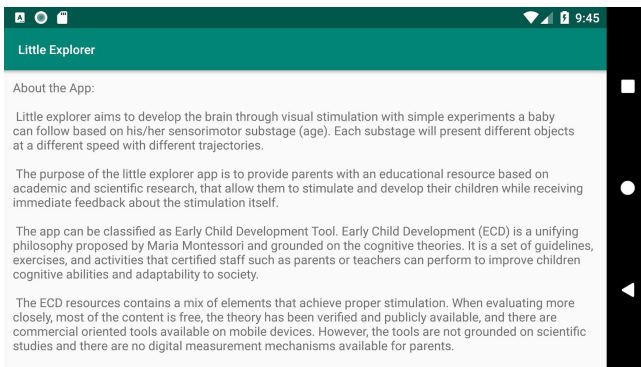 A
9:45
Little Explorer
About the App:
Little explorer aims to develop the brain through visual stimulation with simple experiments a baby
can follow based on his/her sensorimotor substage (age). Each substage will present different objects
at a different speed with different trajectories.
The purpose of the little explorer app is to provide parents with an educational resource based on
academic and scientific research, that allow them to stimulate and develop their children while receiving
immediate feedback about the stimulation itself.
The app can be classified as Early Child Development Tool. Early Child Development (ECD) is a unifying
philosophy proposed by Maria Montessori and grounded on the cognitive theories. It is a set of guidelines,
exercises, and activities that certified staff such as parents or teachers can perform to improve children
cognitive abilities and adaptability to society.
The ECD resources contains a mix of elements that achieve proper stimulation. When evaluating more
closely, most of the content is free, the theory has been verified and publicly available, and there are
commercial oriented tools available on mobile devices. However, the tools are not grounded on scientific
studies and there are no digital measurement mechanisms available for parents.